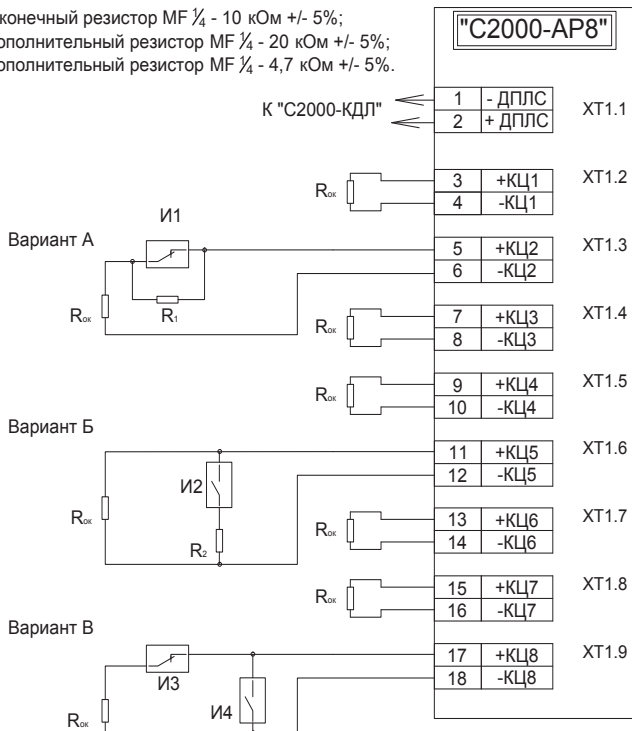 конечный резистор MF ¼ - 10 кОм +/- 5%;
ополнительный резистор MF ¼ - 20 кОм +/- 5%;
ополнительный резистор MF ¼ - 4,7 кОм +/- 5%.
"С2000-АР8"
К "С2000-КДЛ"
1 - ДПЛС
2 + ДПЛС
XT1.1
Rок
3 +КЦ1
4 -КЦ1
XT1.2
Вариант А
И1
Rок
R1
5 +КЦ2
6 -КЦ2
XT1.3
Rок
7 +КЦ3
8 -КЦ3
XT1.4
Rок
9 +КЦ4
10 -КЦ4
XT1.5
Вариант Б
И2
Rок
R2
11 +КЦ5
12 -КЦ5
XT1.6
Rок
13 +КЦ6
14 -КЦ6
XT1.7
Rок
15 +КЦ7
16 -КЦ7
XT1.8
Вариант В
И3
И4
Rок
17 +КЦ8
18 -КЦ8
XT1.9